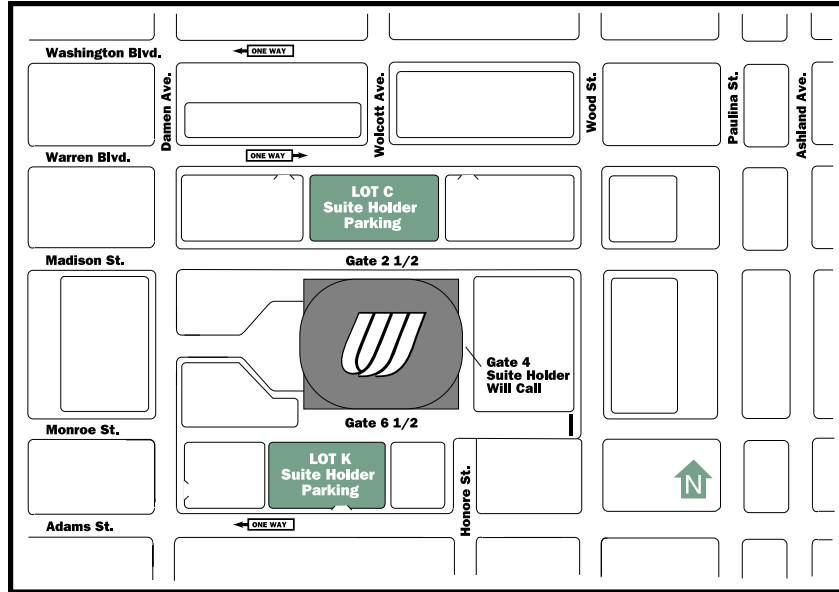 Washington Blvd.
ONE WAY
Damen Ave.
Wolcott Ave.
Wood St.
Paulina St.
Ashland Ave.
Warren Blvd.
ONE WAY
LOT C
Suite Holder
Parking
Madison St.
Gate 2 1/2
Gate 4
Suite Holder
Will Call
Monroe St.
Gate 6 1/2
LOT K
Suite Holder
Parking
Honore St.
N
Adams St.
ONE WAY